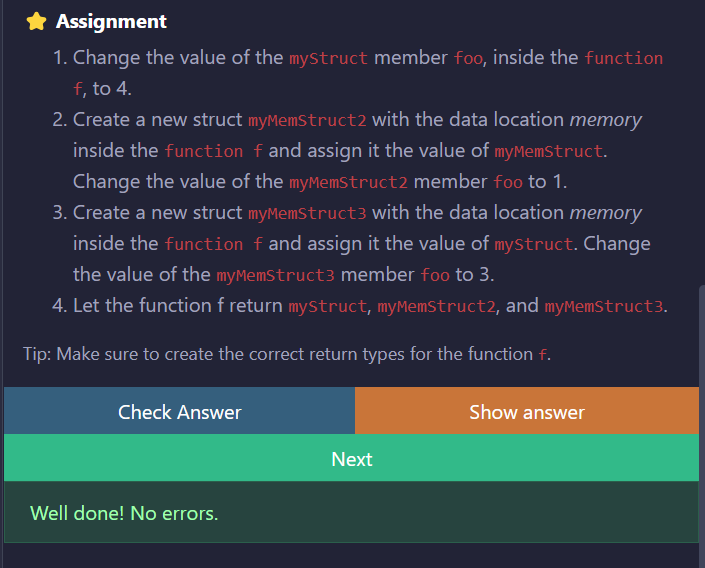 Assignment
1. Change the value of the myStruct member foo, inside the function
f, to 4.
2. Create a new struct myMemStruct2 with the data location memory
inside the function f and assign it the value of myMemStruct.
Change the value of the myMemStruct2 member foo to 1.
3. Create a new struct myMemStruct3 with the data location memory
inside the function f and assign it the value of myStruct. Change
the value of the myMemStruct3 member foo to 3.
4. Let the function f return myStruct, myMemStruct2, and myMemStruct3.
Tip: Make sure to create the correct return types for the function f.
Check Answer
Show answer
Next
Well done! No errors.